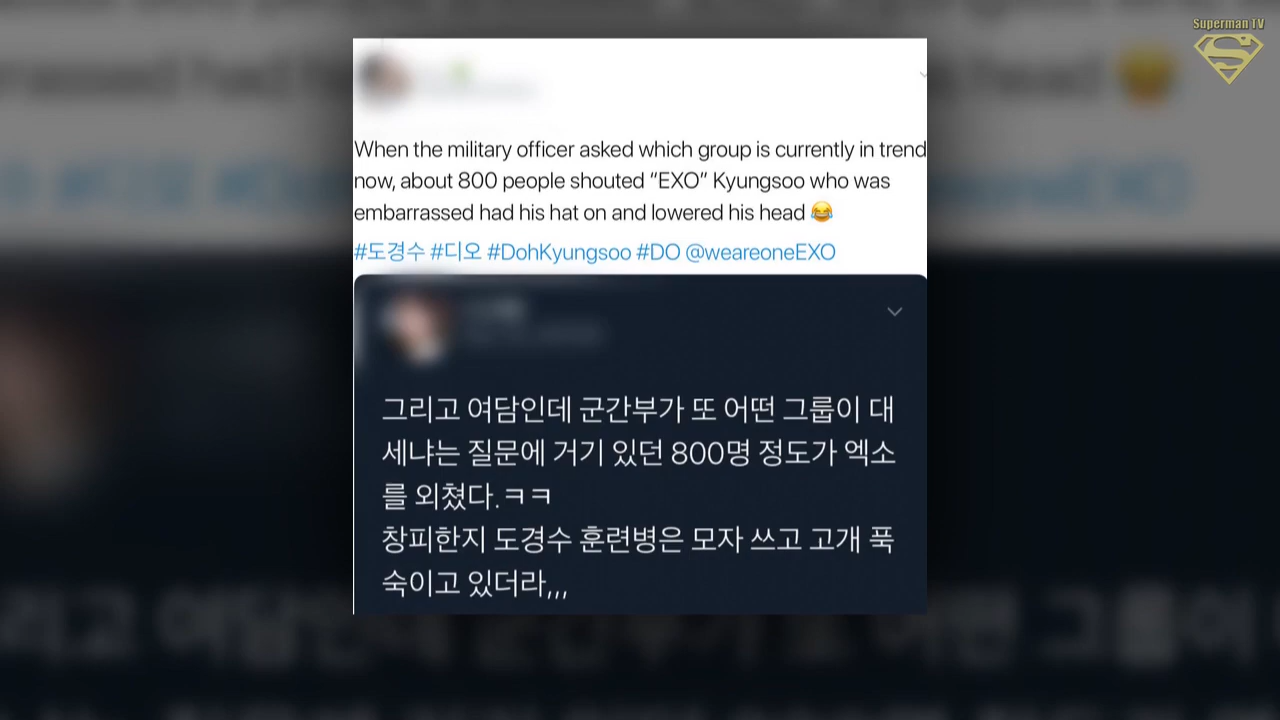 Superman TV
When the military officer asked which group is currently in trend
now, about 800 people shouted “EXO” Kyungsoo who was
embarrassed had his hat on and lowered his head 😂
#도경수 #디오 #DohKyungsoo #DO @weareoneEXO
그리고 여담인데 군간부가 또 어떤 그룹이 대
세냐는 질문에 거기 있던 800명 정도가 엑소
를 외쳤다.ㅋㅋ
창피한지 도경수 훈련병은 모자 쓰고 고개 푹
숙이고 있더라,,,